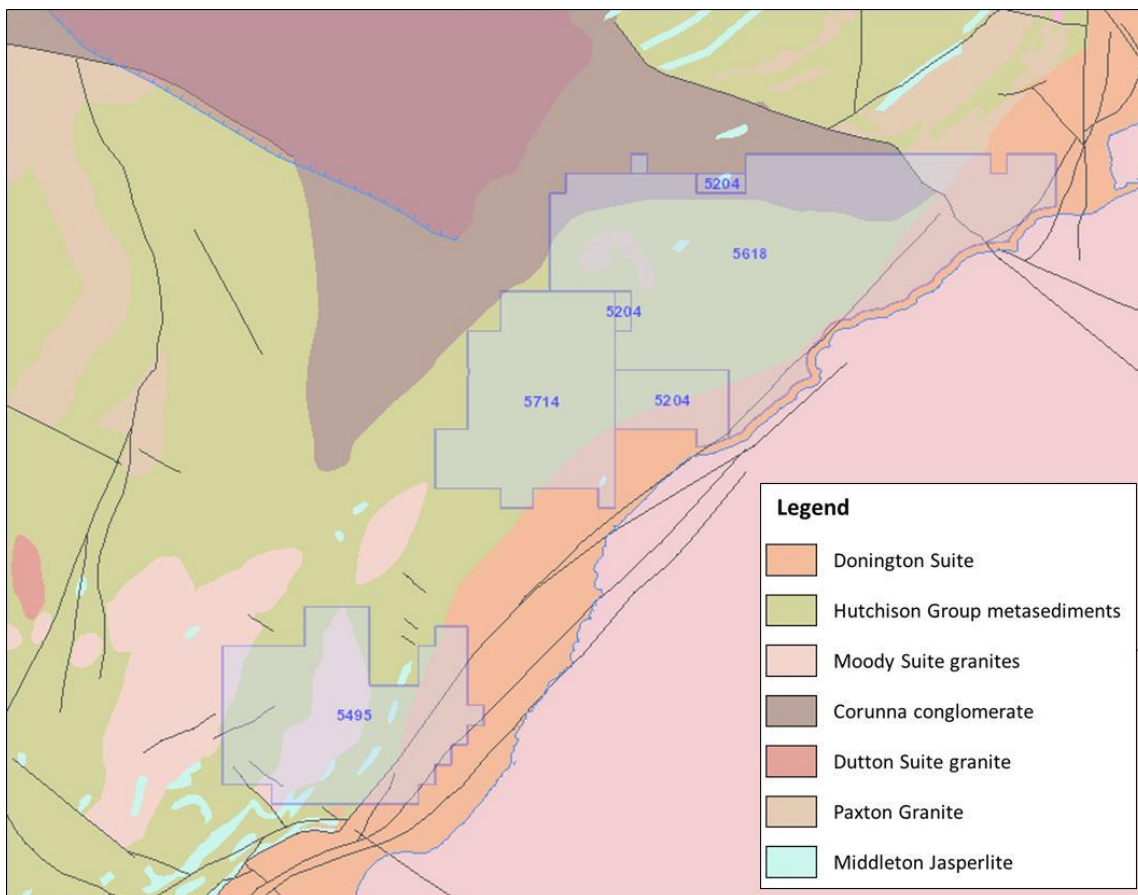 5204
5618
5204
5714
5204
5495
Legend
Donington Suite
Hutchison Group metasediments
Moody Suite granites
Corunna conglomerate
Dutton Suite granite
Paxton Granite
Middleton Jasperlite